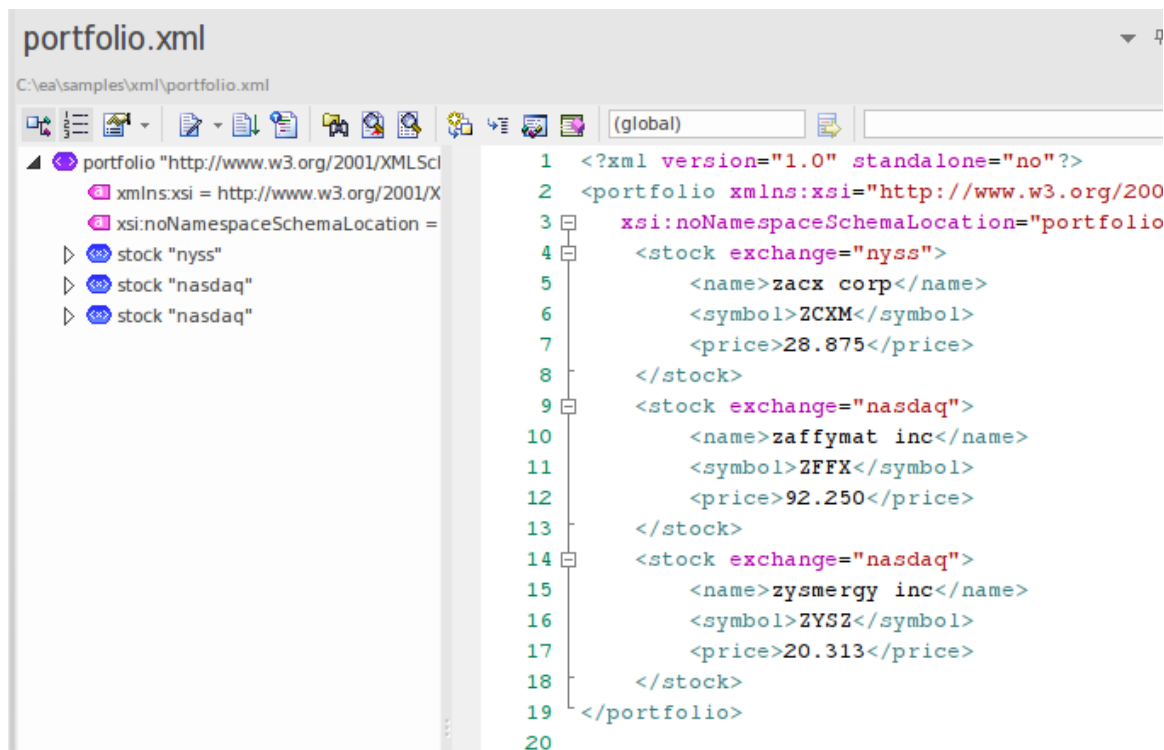 portfolio.xml
C:\ea\samples\xml\portfolio.xml
(global)
portfolio "http://www.w3.org/2001/XMLScl
xmlns:xsi = http://www.w3.org/2001/X
xsi:noNamespaceSchemaLocation =
stock "nyss"
stock "nasdaq"
stock "nasdaq"
1 <?xml version="1.0" standalone="no"?>
2 <portfolio xmlns:xsi="http://www.w3.org/200
3 xsi:noNamespaceSchemaLocation="portfolio
4 <stock exchange="nyss">
5 <name>zacx corp</name>
6 <symbol>ZCXM</symbol>
7 <price>28.875</price>
8 </stock>
9 <stock exchange="nasdaq">
10 <name>zaffymat inc</name>
11 <symbol>ZFFX</symbol>
12 <price>92.250</price>
13 </stock>
14 <stock exchange="nasdaq">
15 <name>zysmergy inc</name>
16 <symbol>ZYSZ</symbol>
17 <price>20.313</price>
18 </stock>
19 </portfolio>
20